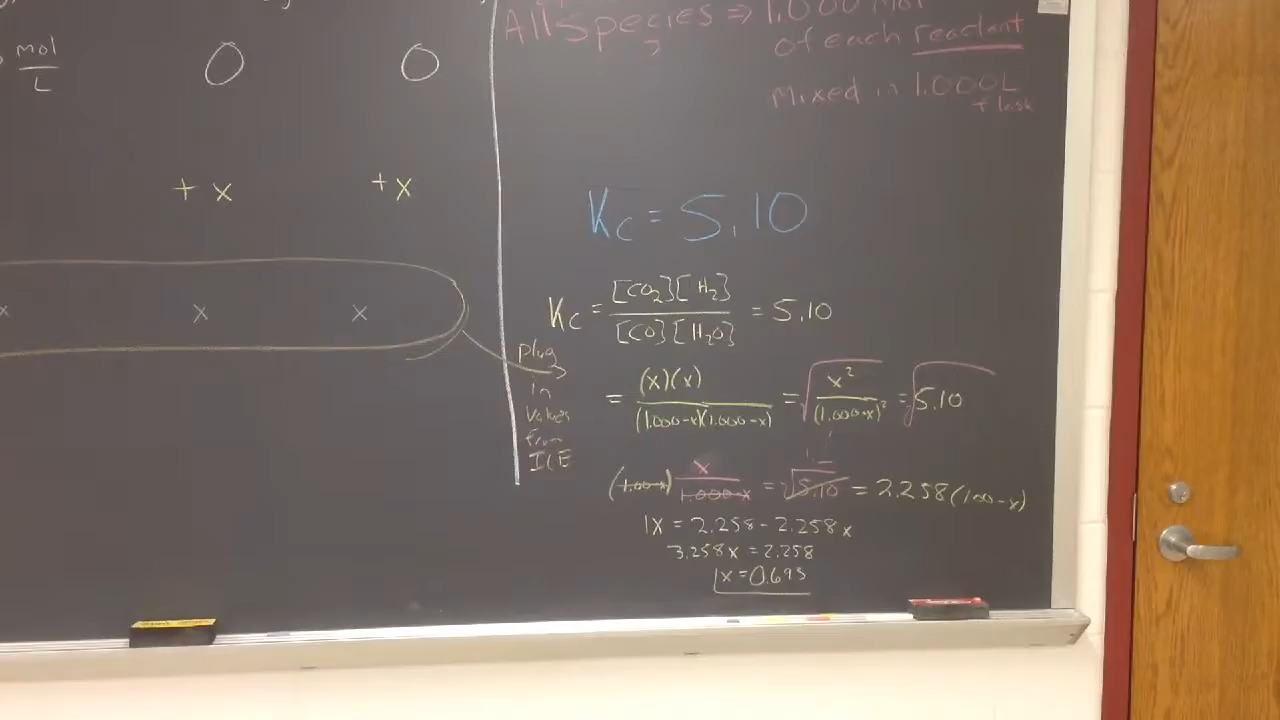 All Species ⇒ 1.000 mol
of each reactant
Mixed in 1.000L
flask
mol
L
0 0
+x +x
x x x
Kc = 5.10
Kc = [CO2][H2] / [CO][H2O] = 5.10
plug
in
values
from
ICE
= (x)(x) / (1.000-x)(1.000-x) = √x² / (1.000-x)² = √5.10
(1.00-x) x / 1.000-x = √5.10 = 2.258(1.00-x)
1x = 2.258 - 2.258x
3.258x = 2.258
x = 0.693